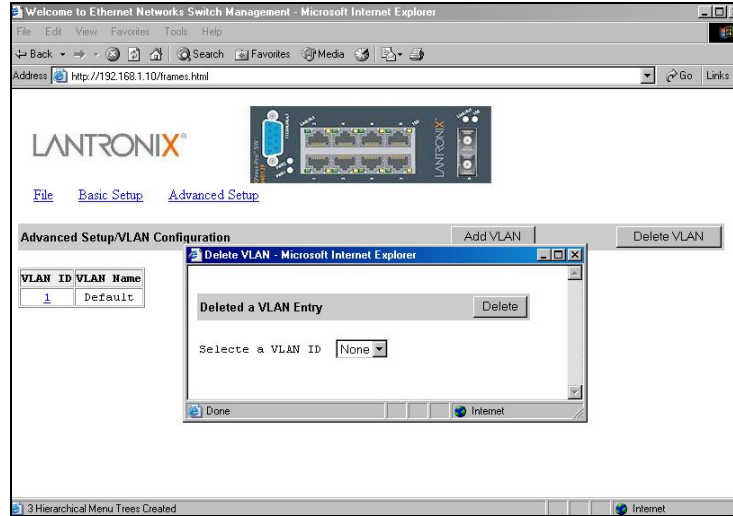 Welcome to Ethernet Networks Switch Management - Microsoft Internet Explorer
File Edit View Favorites Tools Help
Back Search Favorites Media
Address http://192.168.1.10/frames.html Go Links
LANTRONIX®
LANTRONIX
File Basic Setup Advanced Setup
Advanced Setup/VLAN Configuration Add VLAN Delete VLAN
VLAN ID VLAN Name
1 Default
Delete VLAN - Microsoft Internet Explorer
Deleted a VLAN Entry Delete
Selecte a VLAN ID None
Done Internet
3 Hierarchical Menu Trees Created Internet